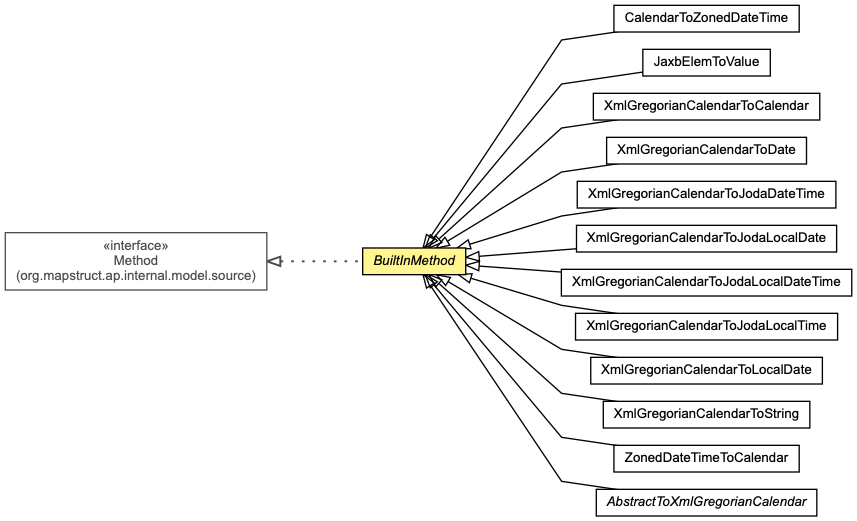 CalendarToZonedDateTime
JaxbElemToValue
XmlGregorianCalendarToCalendar
XmlGregorianCalendarToDate
XmlGregorianCalendarToJodaDateTime
XmlGregorianCalendarToJodaLocalDate
XmlGregorianCalendarToJodaLocalDateTime
XmlGregorianCalendarToJodaLocalTime
XmlGregorianCalendarToLocalDate
XmlGregorianCalendarToString
ZonedDateTimeToCalendar
AbstractToXmlGregorianCalendar
BuiltInMethod
«interface»
Method
(org.mapstruct.ap.internal.model.source)